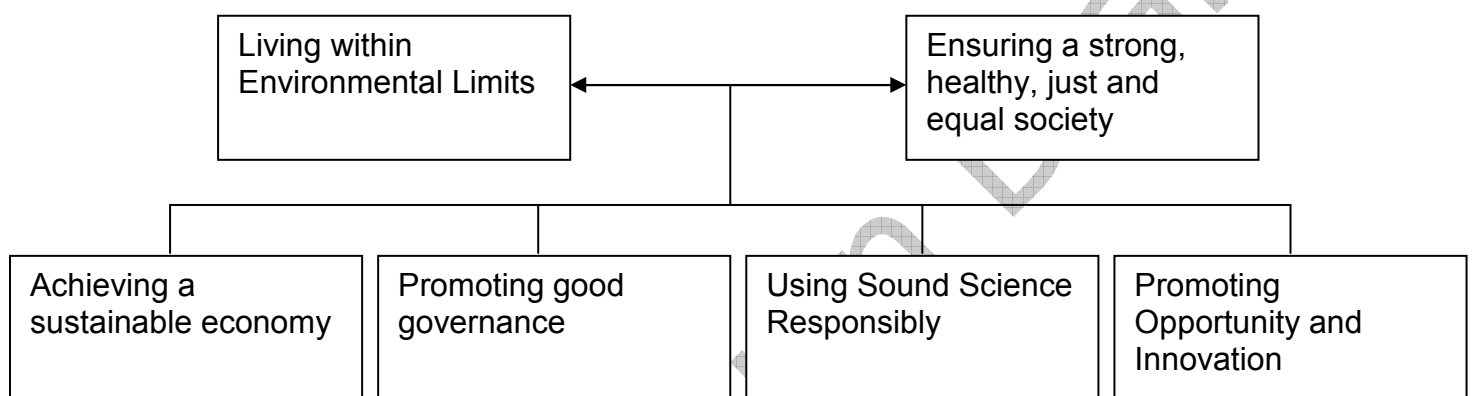 Living within
Environmental Limits
Ensuring a strong,
healthy, just and
equal society
Achieving a
sustainable economy
Promoting good
governance
Using Sound Science
Responsibly
Promoting
Opportunity and
Innovation